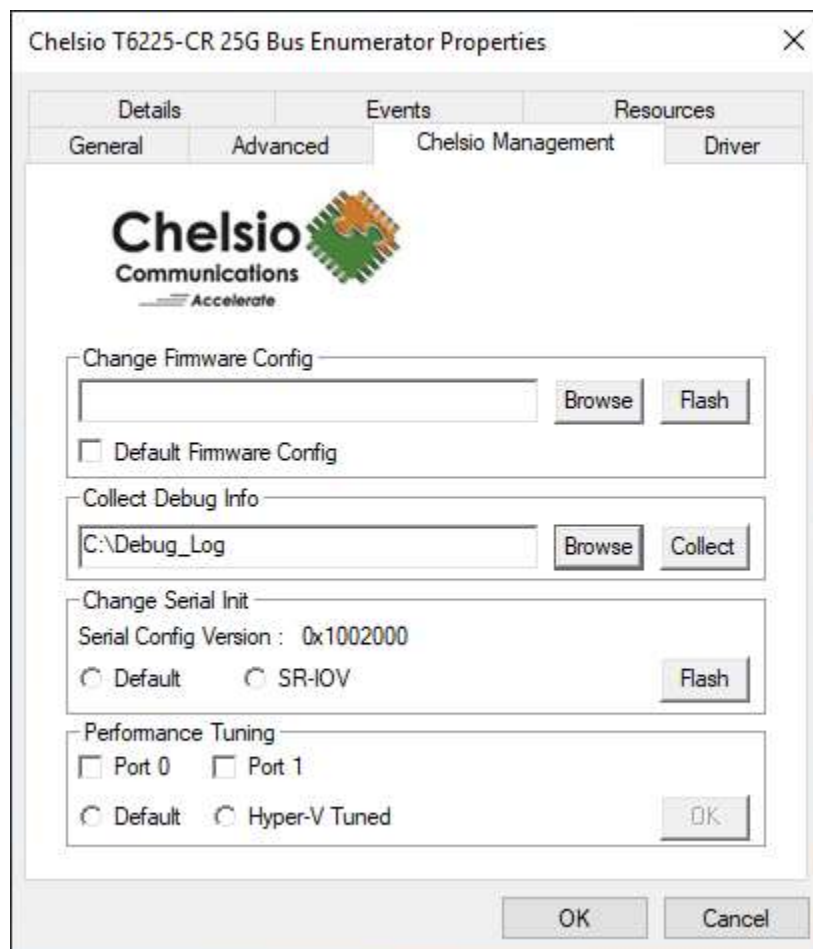 Chelsio T6225-CR 25G Bus Enumerator Properties
Details Events Resources
General Advanced Chelsio Management Driver
Chelsio
Communications
Accelerate
Change Firmware Config
Browse Flash
Default Firmware Config
Collect Debug Info
C:\Debug_Log Browse Collect
Change Serial Init
Serial Config Version : 0x1002000
Default SR-IOV Flash
Performance Tuning
Port 0 Port 1
Default Hyper-V Tuned OK
OK Cancel